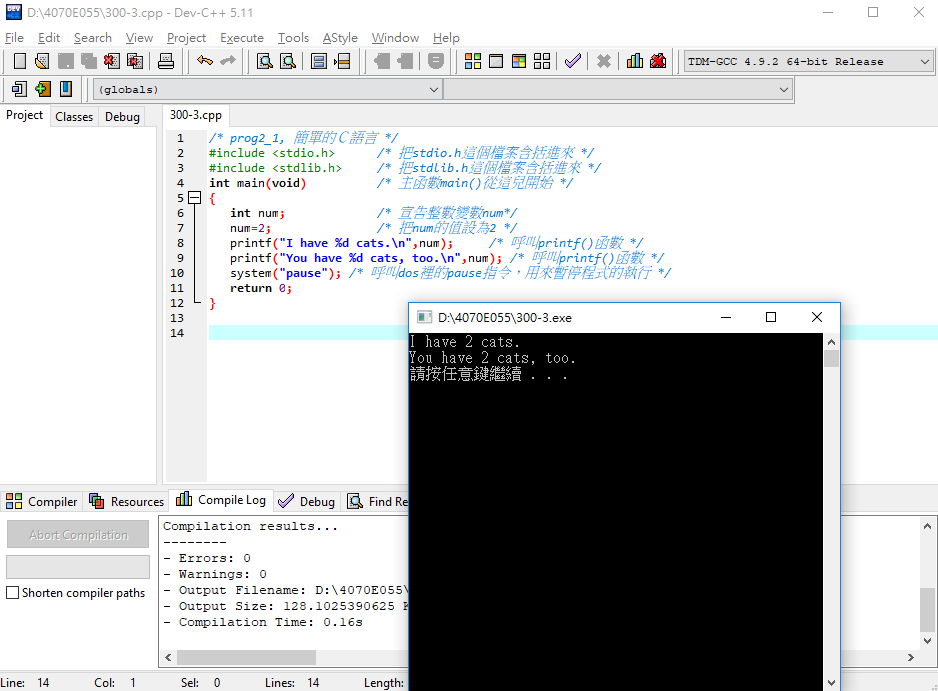 D:\4070E055\300-3.cpp - Dev-C++ 5.11
File Edit Search View Project Execute Tools AStyle Window Help
TDM-GCC 4.9.2 64-bit Release
(globals)
Project Classes Debug
300-3.cpp
1 /* prog2_1, 簡單的Ｃ語言 */
2 #include <stdio.h> /* 把stdio.h這個檔案含括進來 */
3 #include <stdlib.h> /* 把stdlib.h這個檔案含括進來 */
4 int main(void) /* 主函數main()從這兒開始 */
5 {
6 int num; /* 宣告整數變數num*/
7 num=2; /* 把num的值設為2 */
8 printf("I have %d cats.\n",num); /* 呼叫printf()函數 */
9 printf("You have %d cats, too.\n",num); /* 呼叫printf()函數 */
10 system("pause"); /* 呼叫dos裡的pause指令，用來暫停程式的執行 */
11 return 0;
12 }
13
14
D:\4070E055\300-3.exe
I have 2 cats.
You have 2 cats, too.
請按任意鍵繼續 . . .
Compiler Resources Compile Log Debug Find Re
Abort Compilation
Shorten compiler paths
Compilation results...
--------
- Errors: 0
- Warnings: 0
- Output Filename: D:\4070E055\
- Output Size: 128.1025390625 K
- Compilation Time: 0.16s
Line: 14 Col: 1 Sel: 0 Lines: 14 Length: